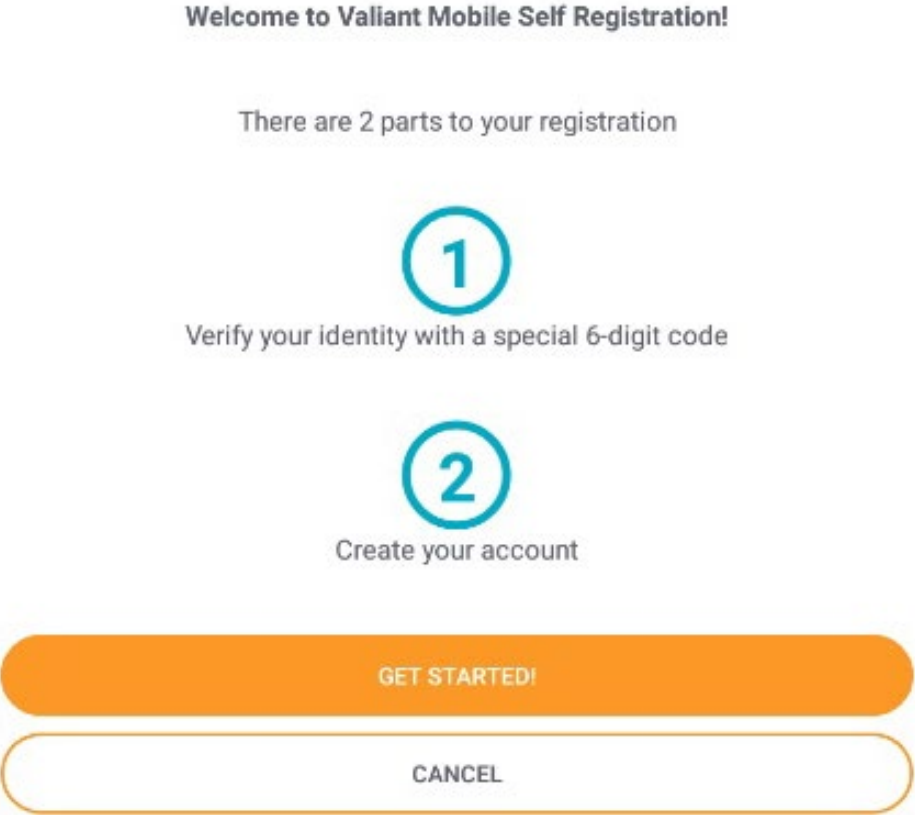 Welcome to Valiant Mobile Self Registration!
There are 2 parts to your registration
1
Verify your identity with a special 6-digit code
2
Create your account
GET STARTED!
CANCEL